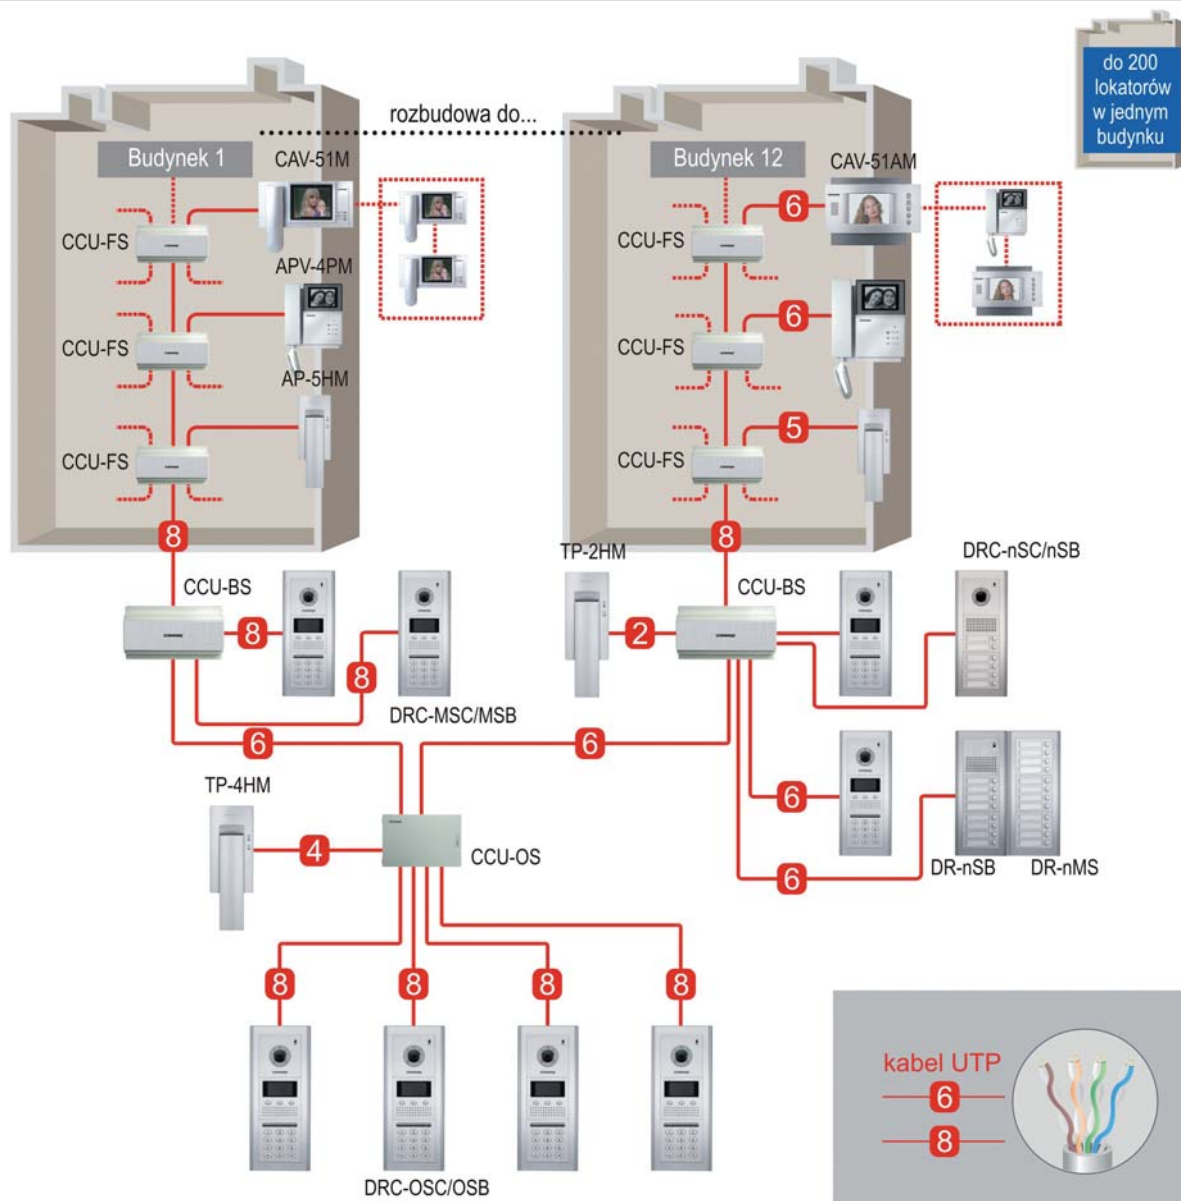 do 200
lokatorów
w jednym
budynku
rozbudowa do...
Budynek 1
CAV-51M
Budynek 12
CAV-51AM
CCU-FS
6
CCU-FS
APV-4PM
CCU-FS
6
CCU-FS
AP-5HM
5
CCU-FS
CCU-FS
8
8
TP-2HM
DRC-nSC/nSB
CCU-BS
CCU-BS
8
2
8
DRC-MSC/MSB
6
6
TP-4HM
6
4
CCU-OS
DR-nSB
DR-nMS
6
8
8
8
8
kabel UTP
6
8
DRC-OSC/OSB